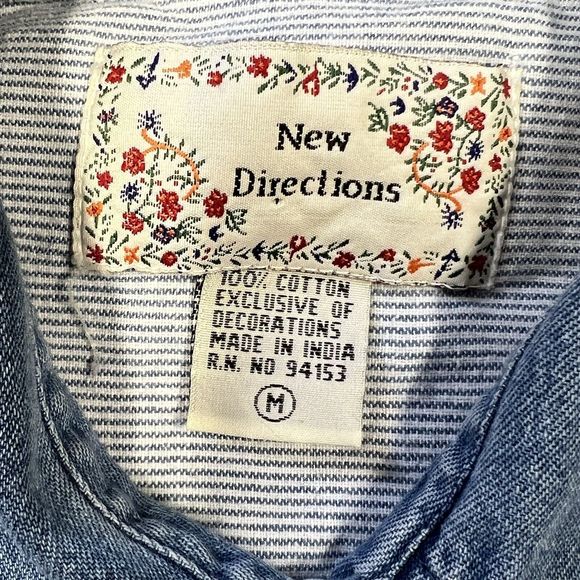 New
Directions
100% COTTON
EXCLUSIVE OF
DECORATIONS
MADE IN INDIA
R.N. NO 94153
M